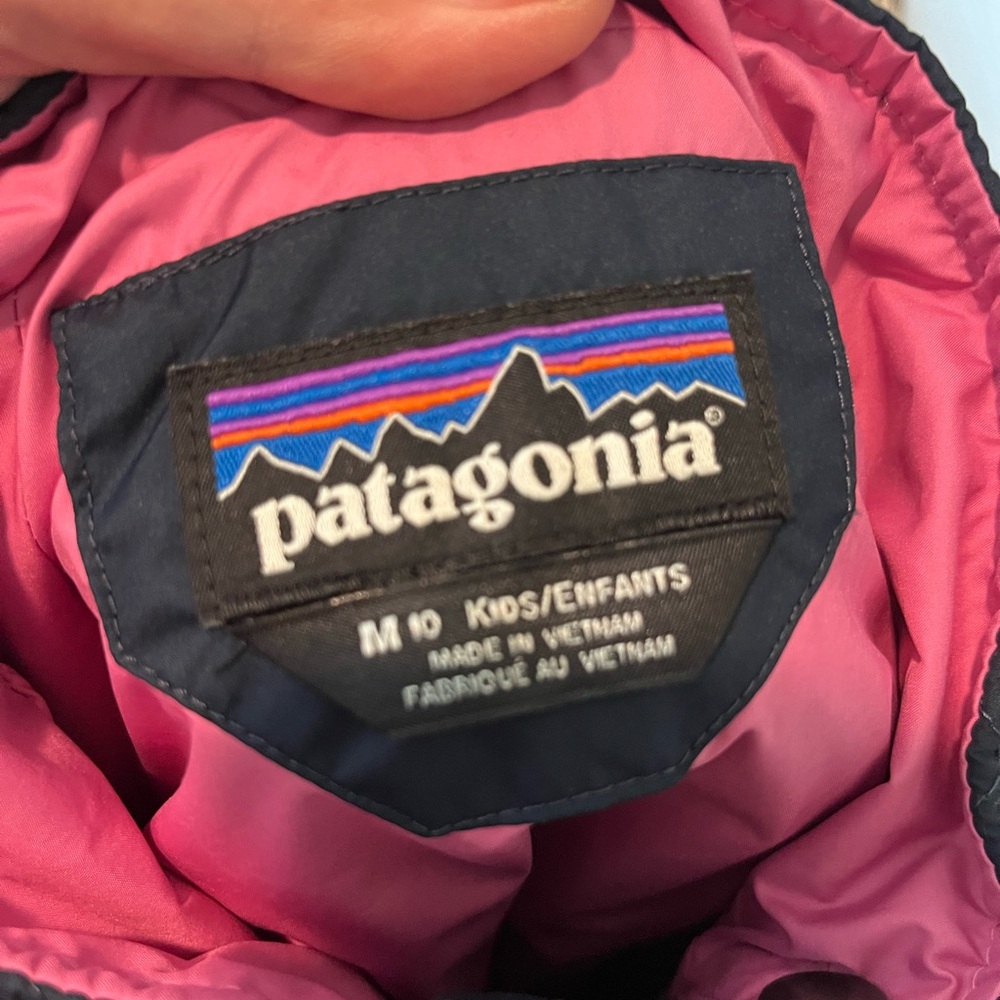 patagonia®
M 10 KIDS/ENFANTS
MADE IN VIETNAM
FABRIQUÉ AU VIETNAM